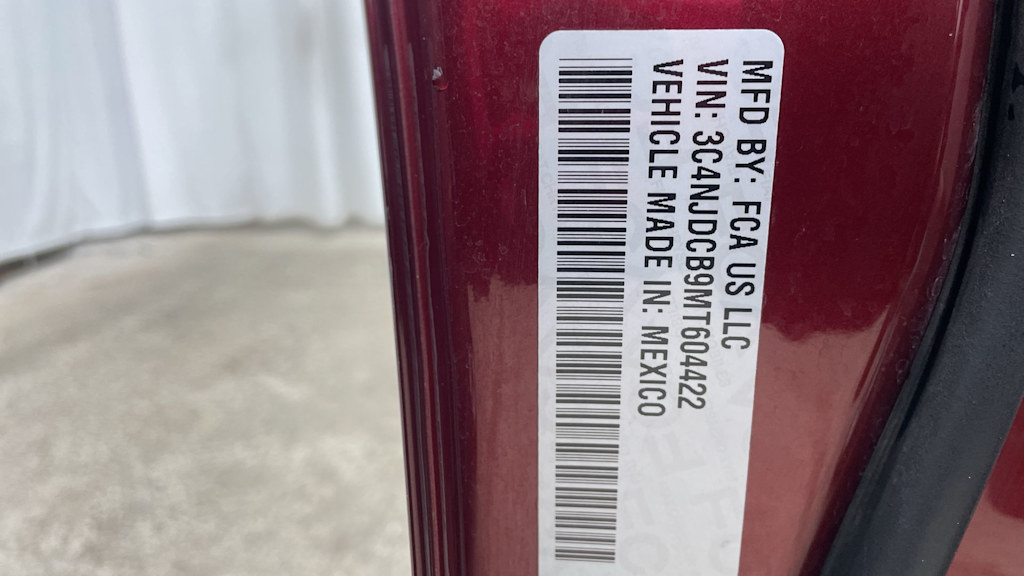 MFD BY: FCA US LLC
VIN: 3C4NJDCB9MT604422
VEHICLE MADE IN: MEXICO